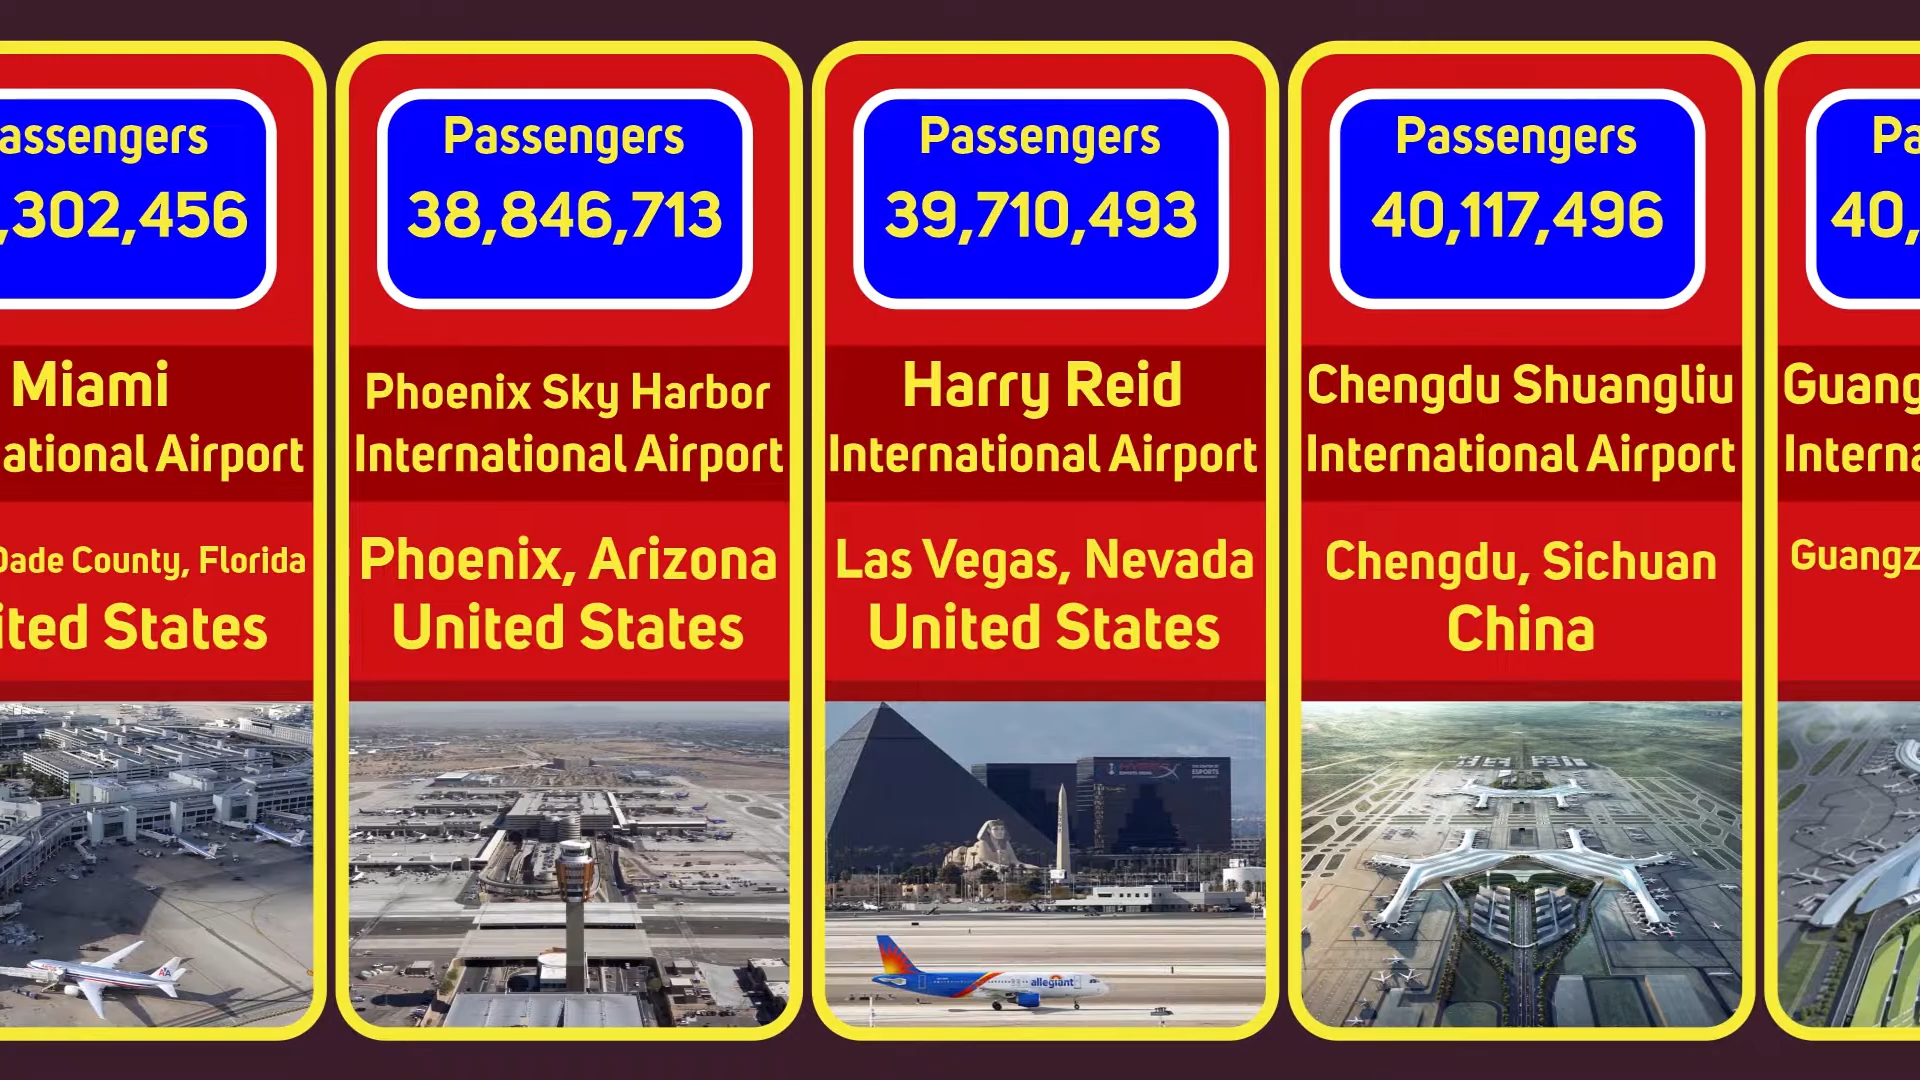 assengers
,302,456
Miami
ational Airport
Dade County, Florida
ited States
Passengers
38,846,713
Phoenix Sky Harbor
International Airport
Phoenix, Arizona
United States
Passengers
39,710,493
Harry Reid
International Airport
Las Vegas, Nevada
United States
HYPERX
ESPORTS
allegiant
Passengers
40,117,496
Chengdu Shuangliu
International Airport
Chengdu, Sichuan
China
Pa
40,
Guang
Interna
Guangz